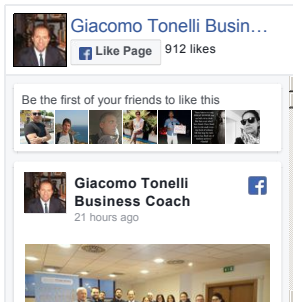 Giacomo Tonelli Busin…
Like Page
912 likes
Be the first of your friends to like this
Giacomo Tonelli
Business Coach
21 hours ago